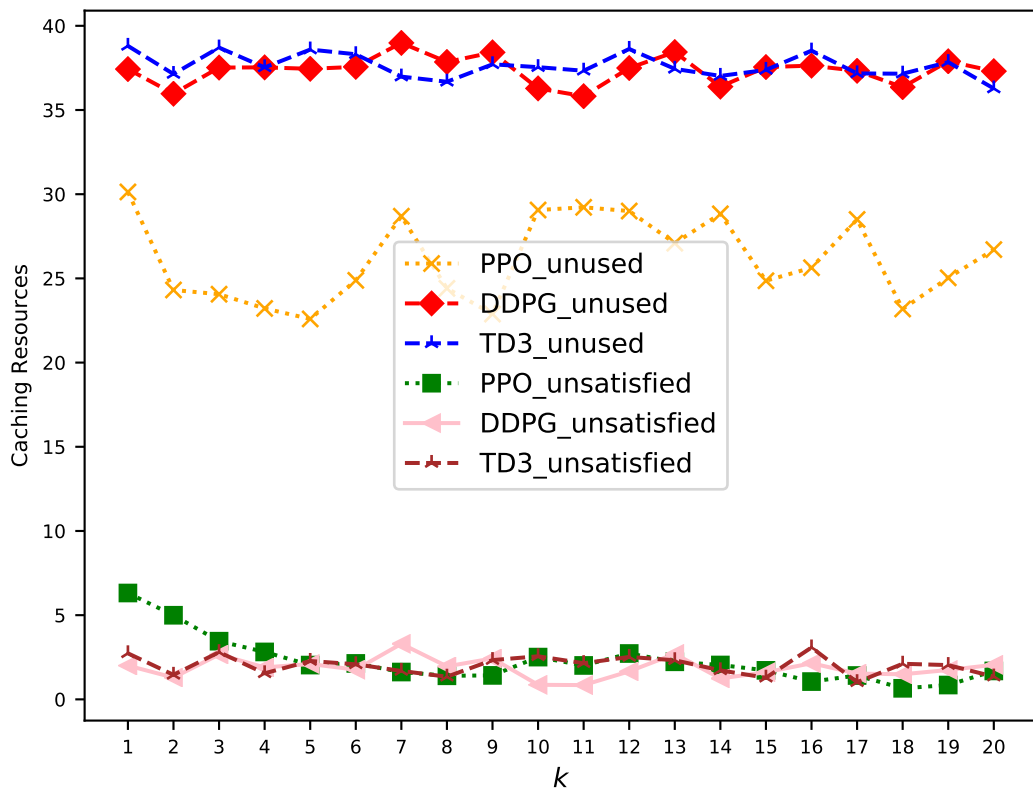 40
35
30
25
20
15
10
5
0
Caching Resources
PPO_unused
DDPG_unused
TD3_unused
PPO_unsatisfied
DDPG_unsatisfied
TD3_unsatisfied
1 2 3 4 5 6 7 8 9 10 11 12 13 14 15 16 17 18 19 20
k